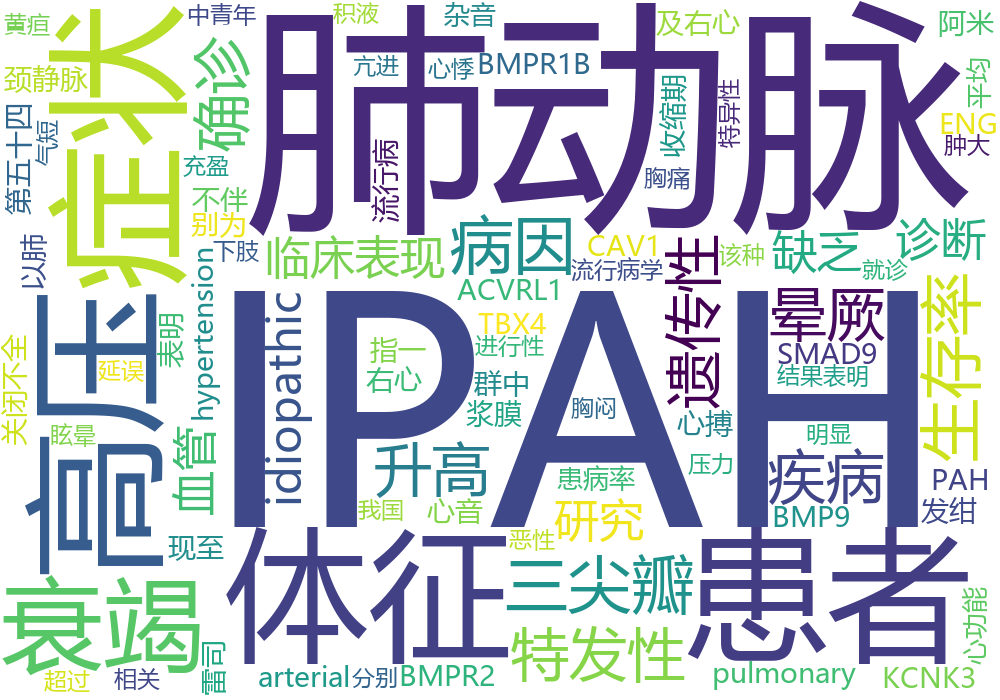 黄疸
中青年
积液
杂音
及右心
阿米
肺动脉
症状
颈静脉
确诊
亢进
心悸
BMPR1B
收缩期
特异性
平均
ENG
肿大
第五十四
气短
充盈
流行病
胸痛
不伴
别为
下肢
临床表现
病因
CAV1
流行病学
遗传性
该种
缺乏
就诊
诊断
以肺
hypertension
idiopathic
ACVRL1
晕厥
生存率
高压
IPAH
TBX4
SMAD9
关闭不全
延误
表明
指一
进行性
结果表明
右心
群中
眩晕
血管
浆膜
胸闷
心搏
明显
升高
患病率
压力
疾病
PAH
我国
心音
研究
BMP9
发绀
现至
恶性
体征
患者
衰竭
三尖瓣
特发性
心功能
雷司
超过
相关
arterial
分别
BMPR2
pulmonary
KCNK3